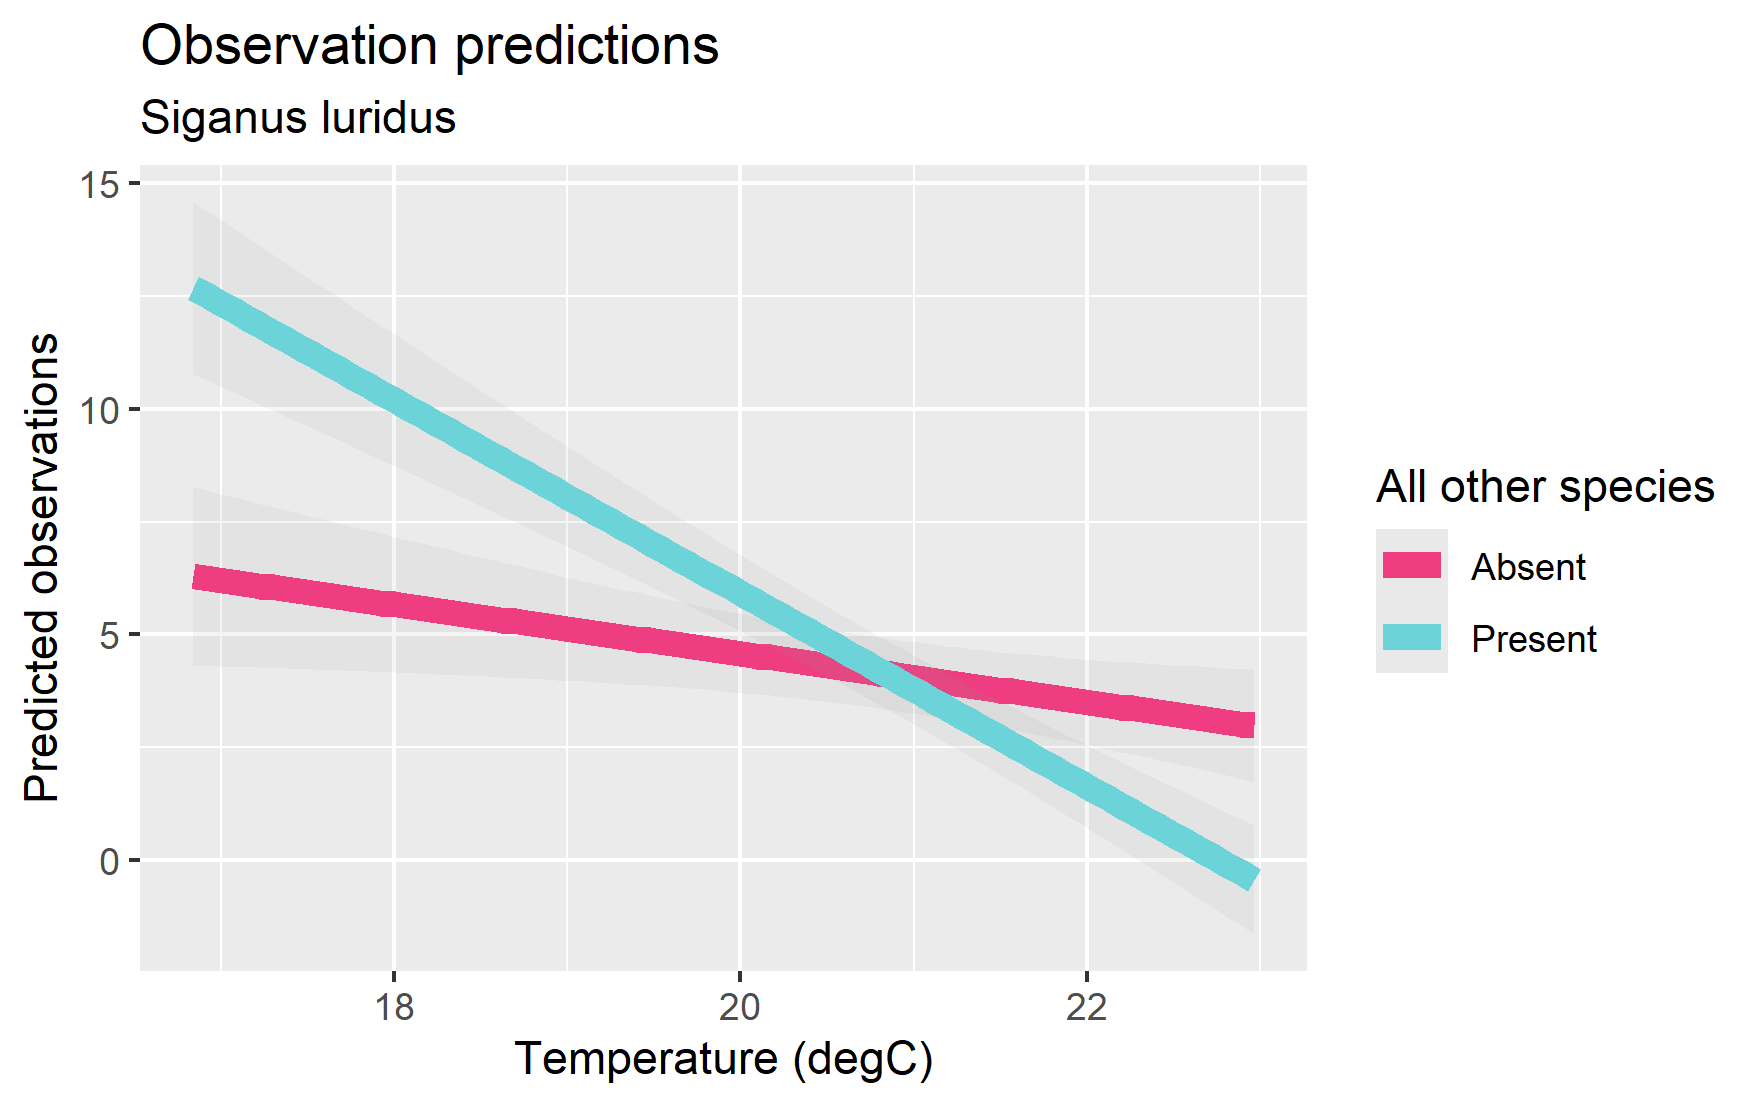 Observation predictions
Siganus luridus
15
10
5
0
Predicted observations
18
20
22
Temperature (degC)
All other species
Absent
Present